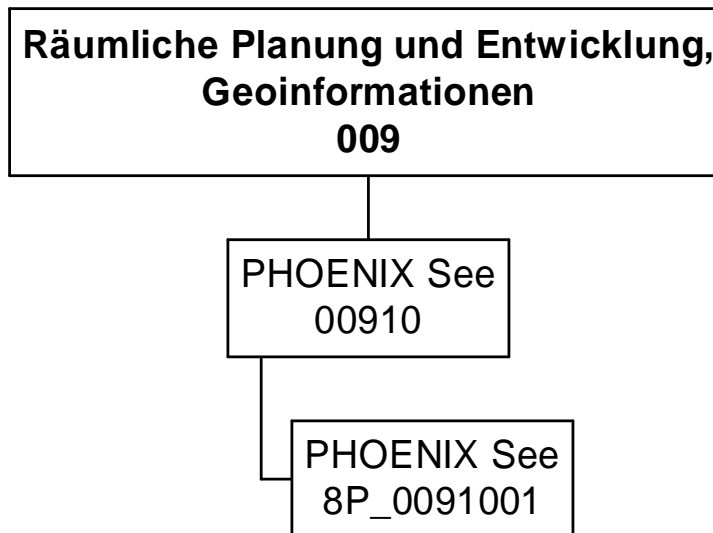 Räumliche Planung und Entwicklung,
Geoinformationen
009
PHOENIX See
00910
PHOENIX See
8P_0091001